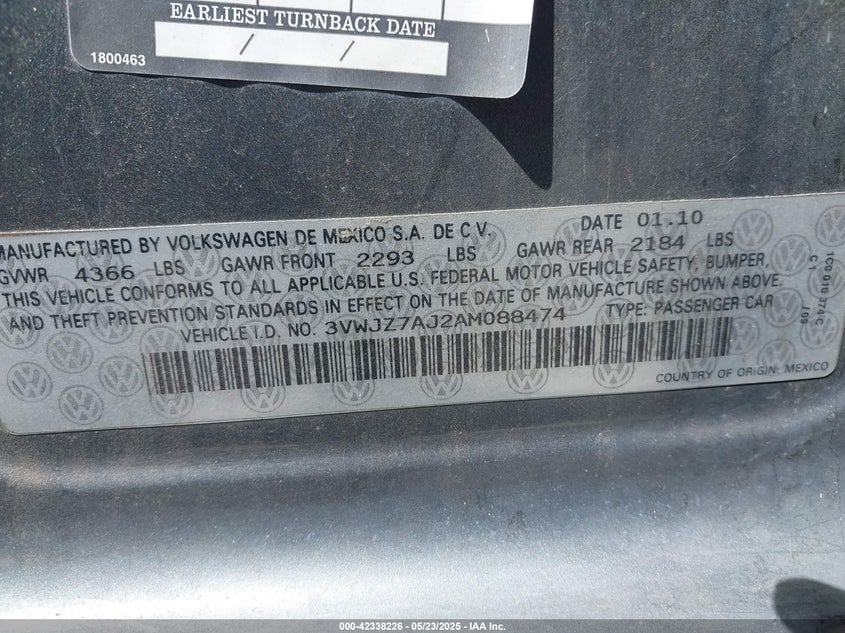 EARLIEST TURNBACK DATE
/ /
1800463
MANUFACTURED BY VOLKSWAGEN DE MEXICO S.A. DE C V. DATE 01.10
GVWR 4366 LBS GAWR FRONT 2293 LBS GAWR REAR 2184 LBS
THIS VEHICLE CONFORMS TO ALL APPLICABLE U.S. FEDERAL MOTOR VEHICLE SAFETY, BUMPER,
AND THEFT PREVENTION STANDARDS IN EFFECT ON THE DATE OF MANUFACTURE SHOWN ABOVE.
VEHICLE I.D. NO. 3VWJZ7AJ2AM088474 TYPE: PASSENGER CAR
COUNTRY OF ORIGIN: MEXICO
C 1 /09
000-42338226 - 05/23/2025 - IAA Inc.